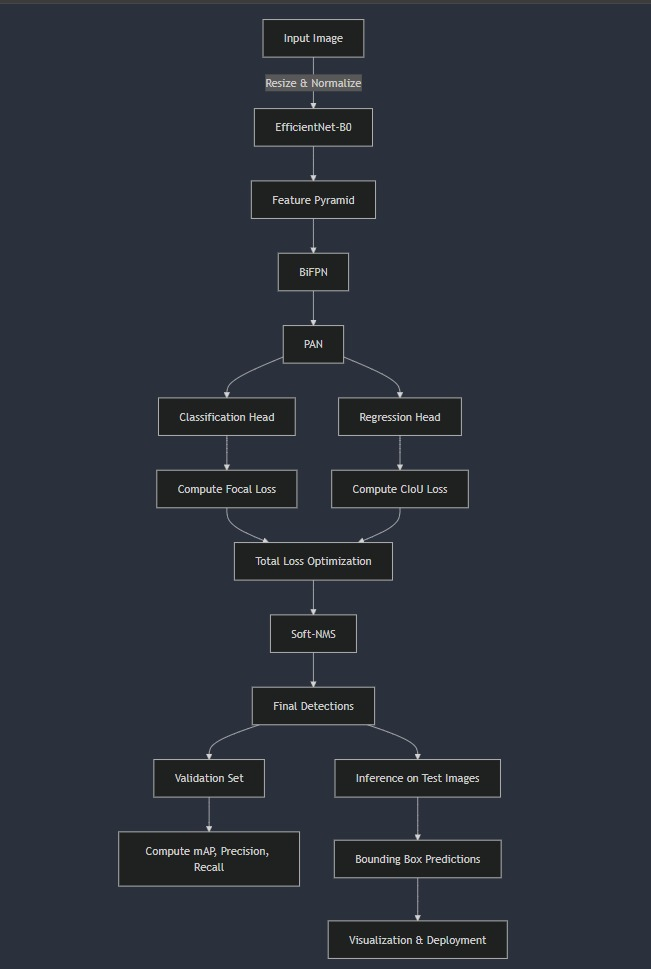 Input Image
Resize & Normalize
EfficientNet-B0
Feature Pyramid
BiFPN
PAN
Classification Head
Regression Head
Compute Focal Loss
Compute CIoU Loss
Total Loss Optimization
Soft-NMS
Final Detections
Validation Set
Inference on Test Images
Compute mAP, Precision,
Recall
Bounding Box Predictions
Visualization & Deployment